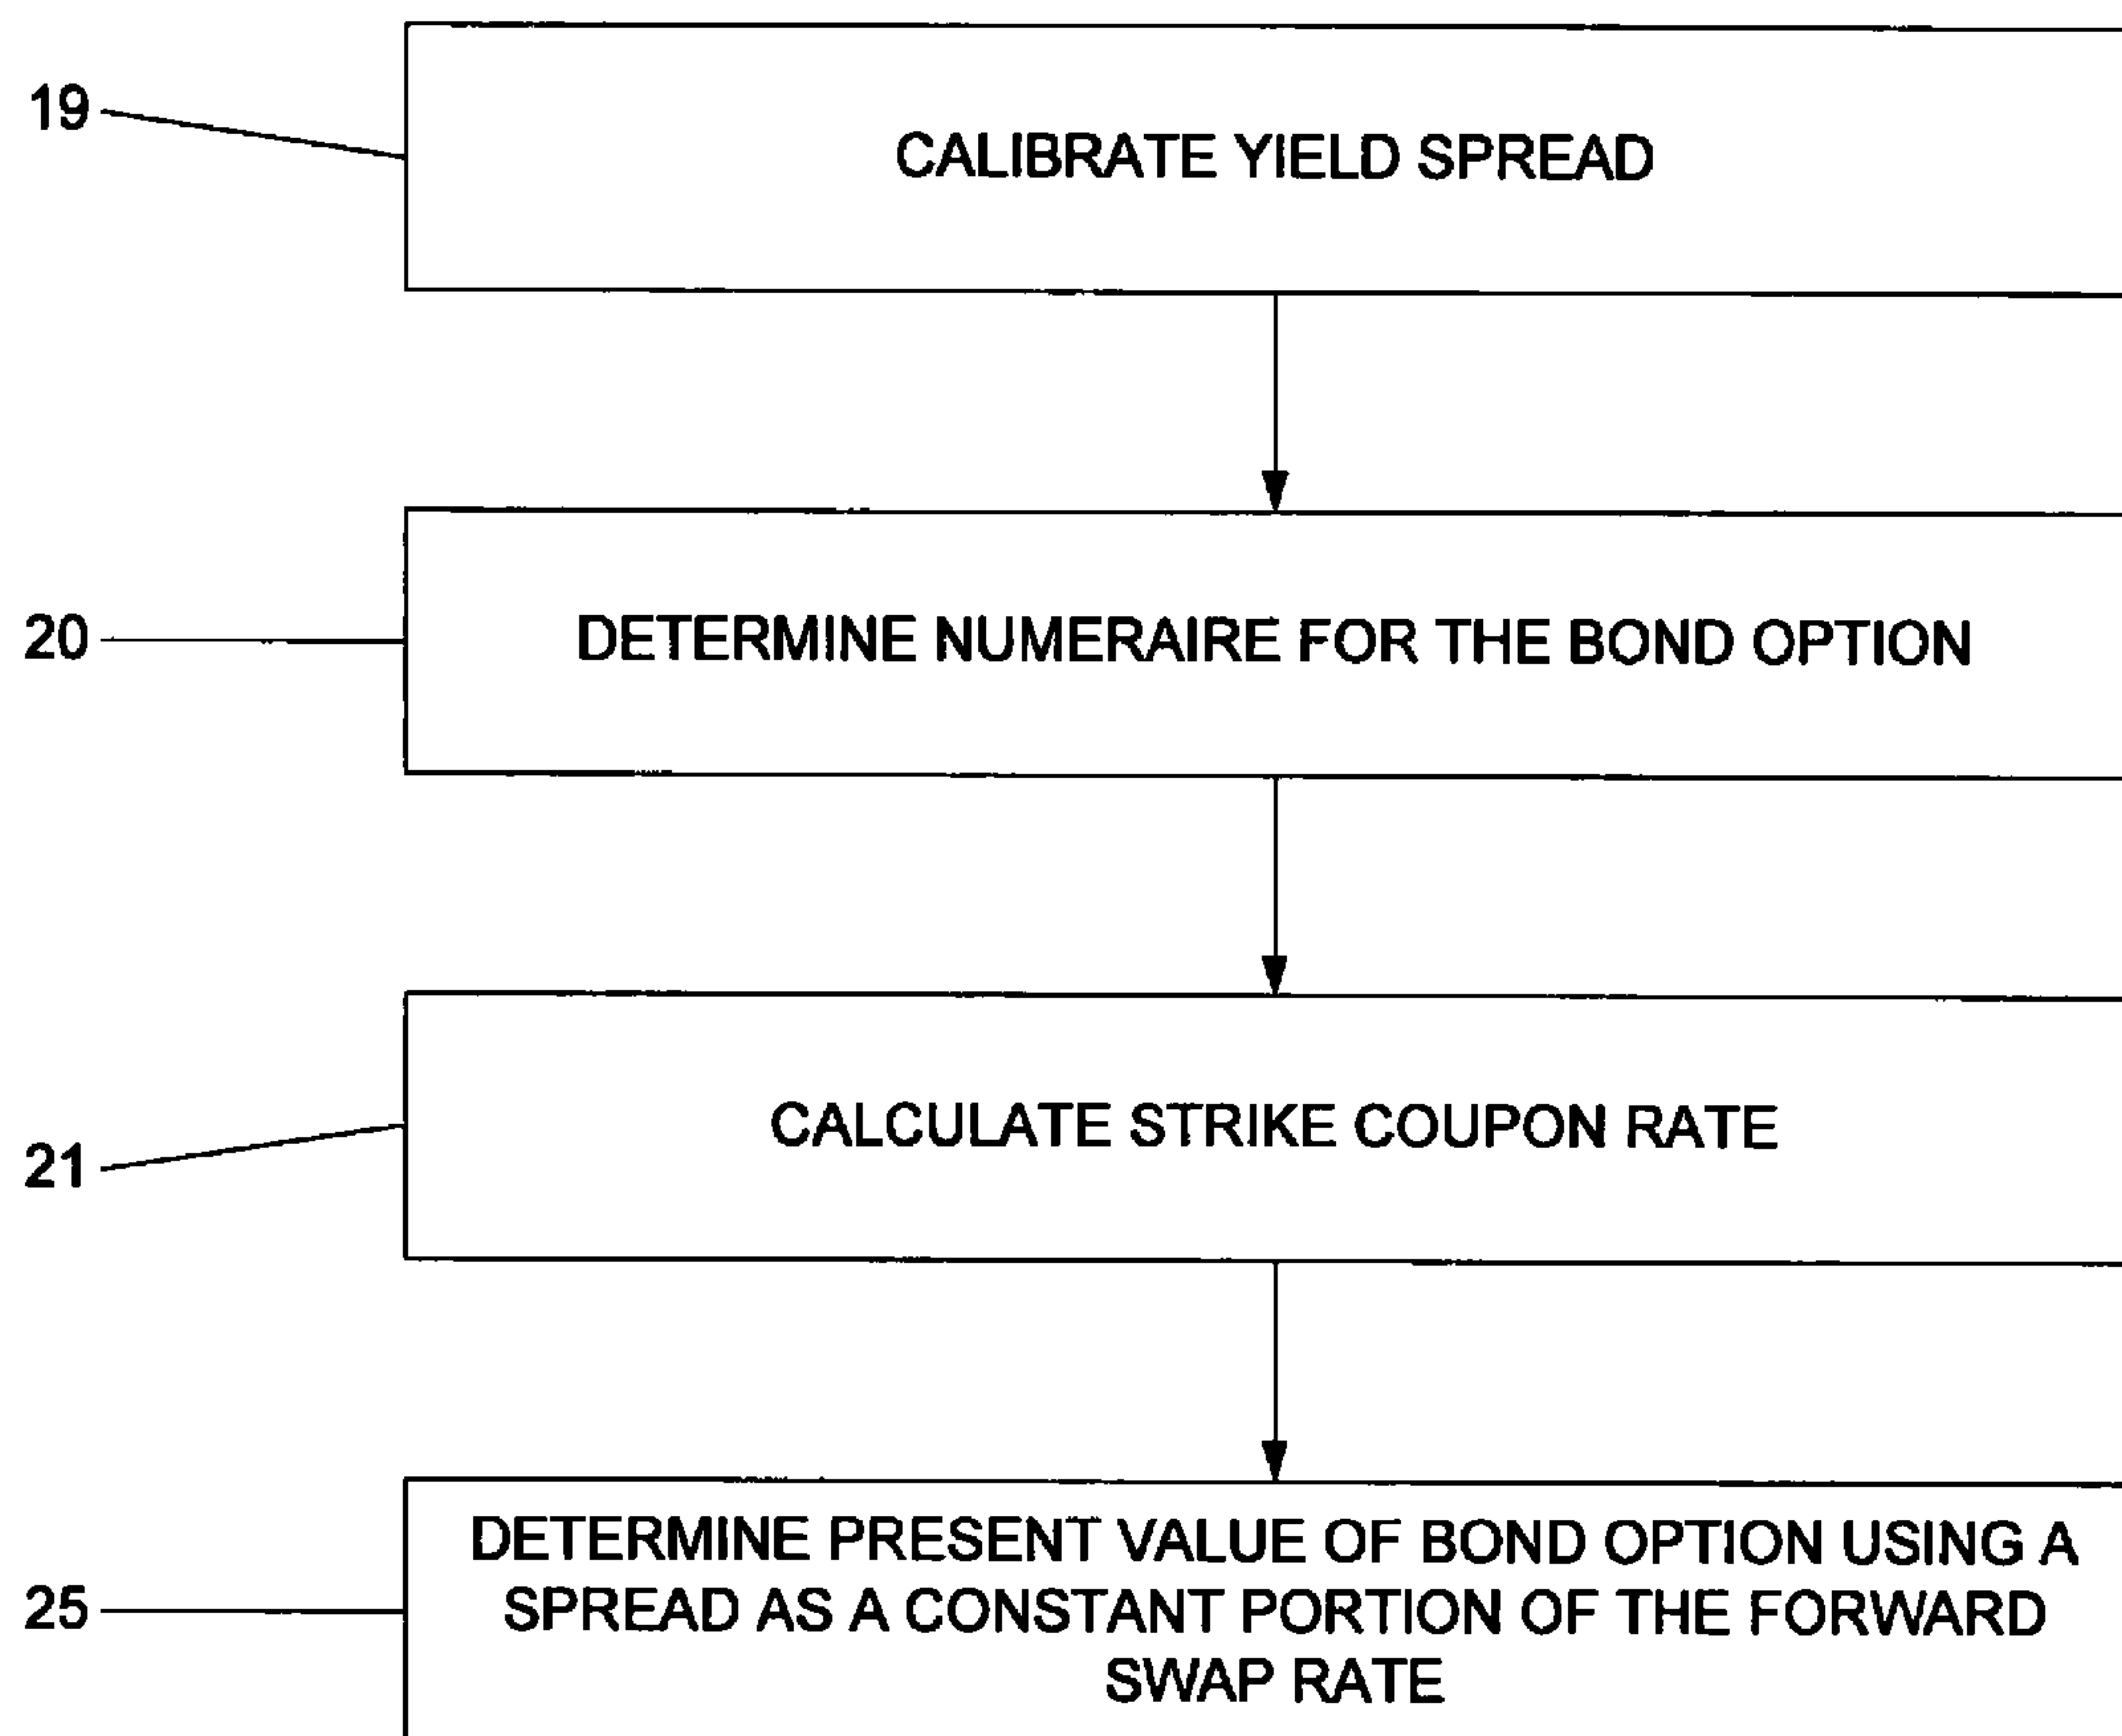 19
CALIBRATE YIELD SPREAD
20
DETERMINE NUMERAIRE FOR THE BOND OPTION
21
CALCULATE STRIKE COUPON RATE
25
DETERMINE PRESENT VALUE OF BOND OPTION USING A
SPREAD AS A CONSTANT PORTION OF THE FORWARD
SWAP RATE